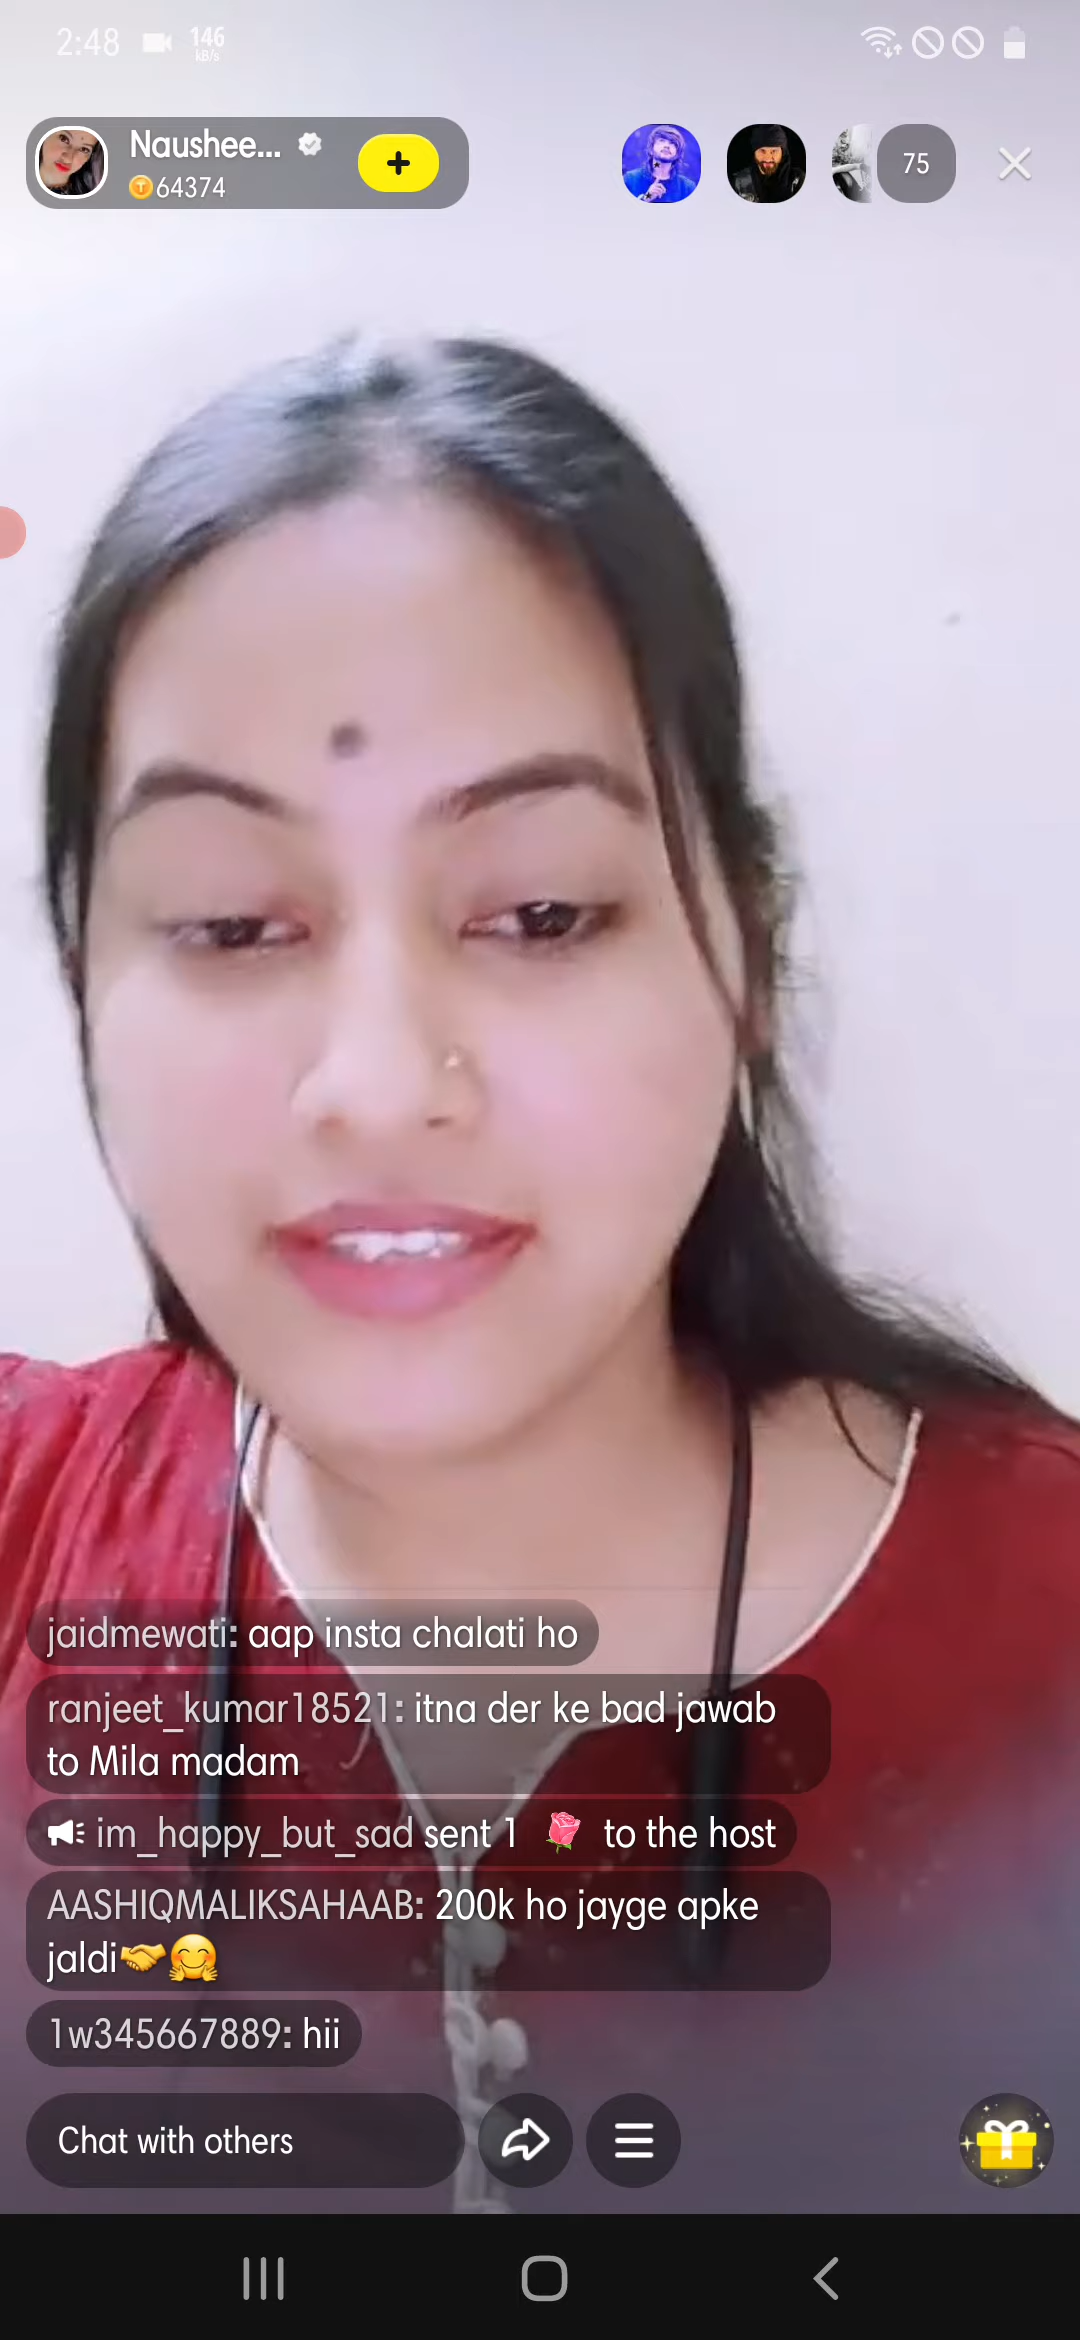 2:48
146
kB/s
Naushee...
64374
75
jaidmewati: aap insta chalati ho
ranjeet_kumar18521: itna der ke bad jawab
to Mila madam
im_happy_but_sad sent 1 🌹 to the host
AASHIQMALIKSAHAAB: 200k ho jayge apke
jaldi🤝🤗
1w345667889: hii
Chat with others